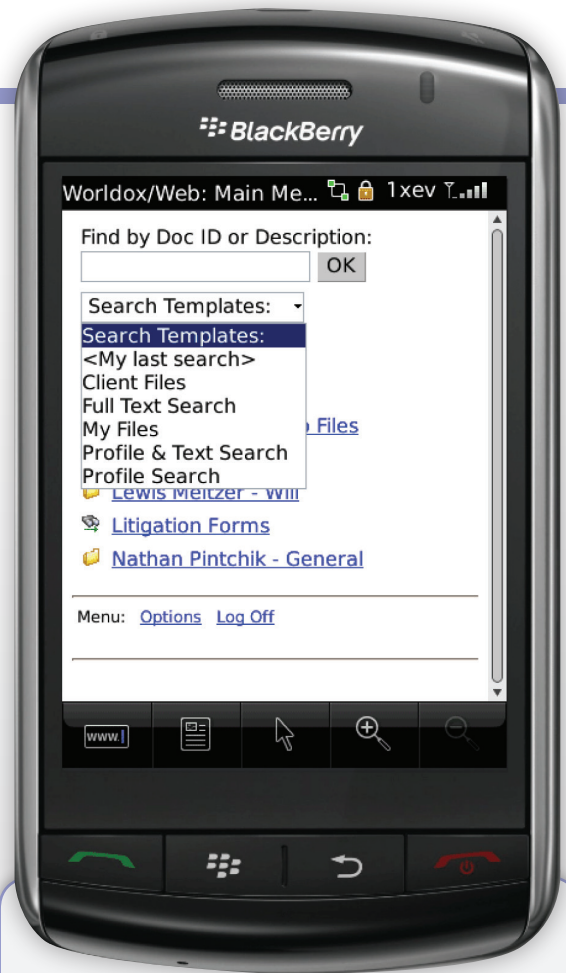 BlackBerry
Worldox/Web: Main Me... 1xev
Find by Doc ID or Description:
OK
Search Templates:
Search Templates:
<My last search>
Client Files
Full Text Search
My Files
Files
Profile & Text Search
Profile Search
Lewis Meltzer - Will
Litigation Forms
Nathan Pintchik - General
Menu: Options Log Off
www.